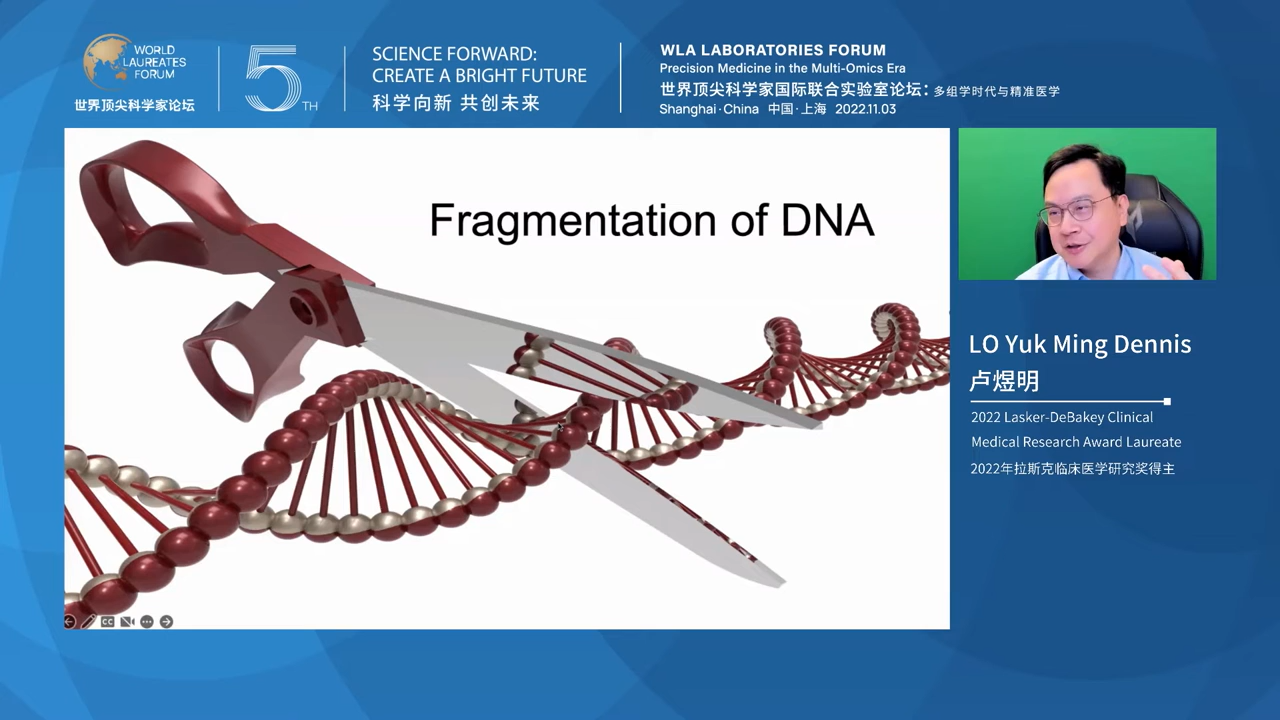 WORLD
LAUREATES
FORUM
世界顶尖科学家论坛
5TH
SCIENCE FORWARD:
CREATE A BRIGHT FUTURE
科学向新 共创未来
WLA LABORATORIES FORUM
Precision Medicine in the Multi-Omics Era
世界顶尖科学家国际联合实验室论坛：多组学时代与精准医学
Shanghai·China 中国·上海 2022.11.03
Fragmentation of DNA
CC
LO Yuk Ming Dennis
卢煜明
2022 Lasker-DeBakey Clinical
Medical Research Award Laureate
2022年拉斯克临床医学研究奖得主